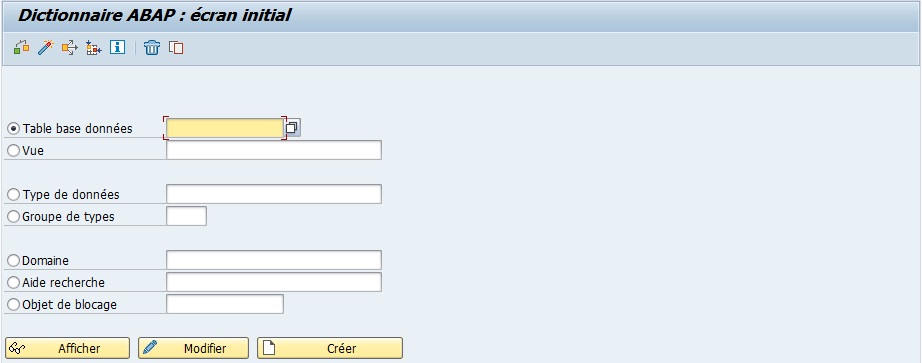 Dictionnaire ABAP : écran initial
Table base données
Vue
Type de données
Groupe de types
Domaine
Aide recherche
Objet de blocage
Afficher Modifier Créer